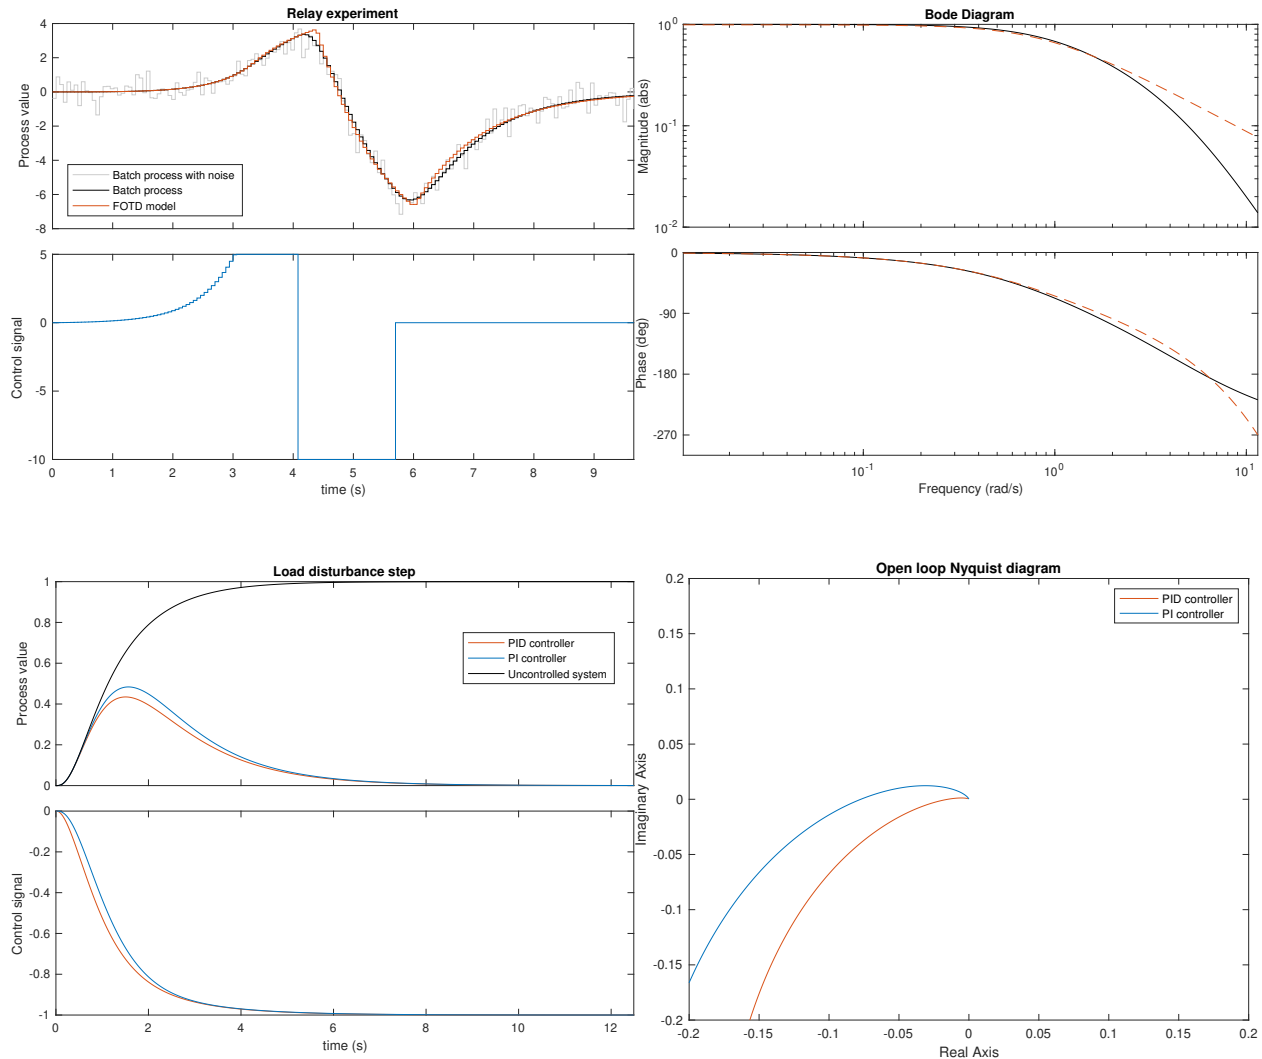 Relay experiment
4
2
0
-2
-4
-6
-8
Process value
Batch process with noise
Batch process
FOTD model
5
0
-5
-10
Control signal
0 1 2 3 4 5 6 7 8 9
time (s)
Bode Diagram
10^0
10^-1
10^-2
Magnitude (abs)
0
-90
-180
-270
Phase (deg)
10^-1 10^0 10^1
Frequency (rad/s)
Load disturbance step
1
0.8
0.6
0.4
0.2
0
Process value
PID controller
PI controller
Uncontrolled system
0
-0.2
-0.4
-0.6
-0.8
-1
Control signal
0 2 4 6 8 10 12
time (s)
Open loop Nyquist diagram
0.2
0.15
0.1
0.05
0
-0.05
-0.1
-0.15
-0.2
Imaginary Axis
PID controller
PI controller
-0.2 -0.15 -0.1 -0.05 0 0.05 0.1 0.15 0.2
Real Axis